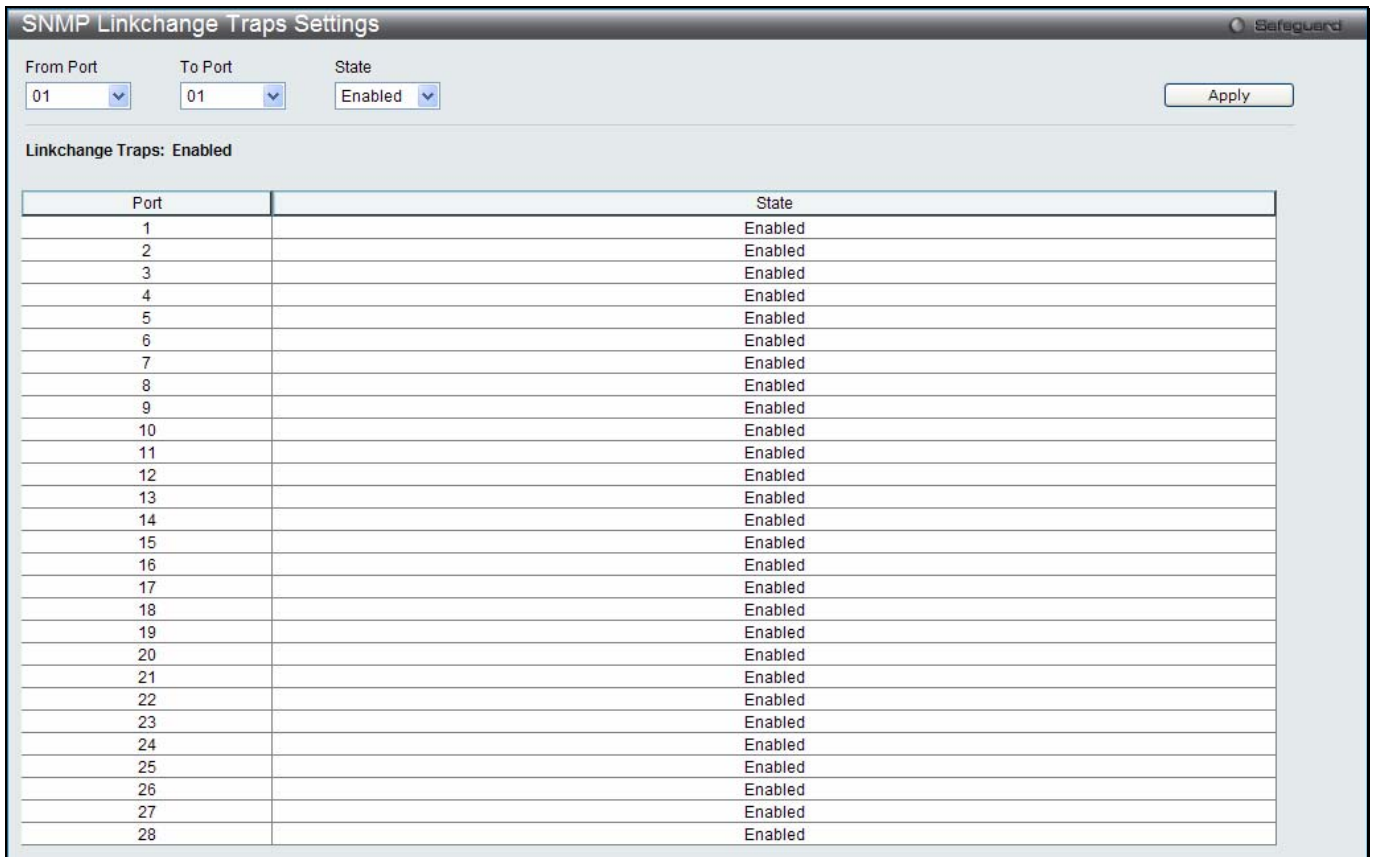 SNMP Linkchange Traps Settings
Safeguard
From Port To Port State
01 01 Enabled Apply
Linkchange Traps: Enabled
Port State
1 Enabled
2 Enabled
3 Enabled
4 Enabled
5 Enabled
6 Enabled
7 Enabled
8 Enabled
9 Enabled
10 Enabled
11 Enabled
12 Enabled
13 Enabled
14 Enabled
15 Enabled
16 Enabled
17 Enabled
18 Enabled
19 Enabled
20 Enabled
21 Enabled
22 Enabled
23 Enabled
24 Enabled
25 Enabled
26 Enabled
27 Enabled
28 Enabled